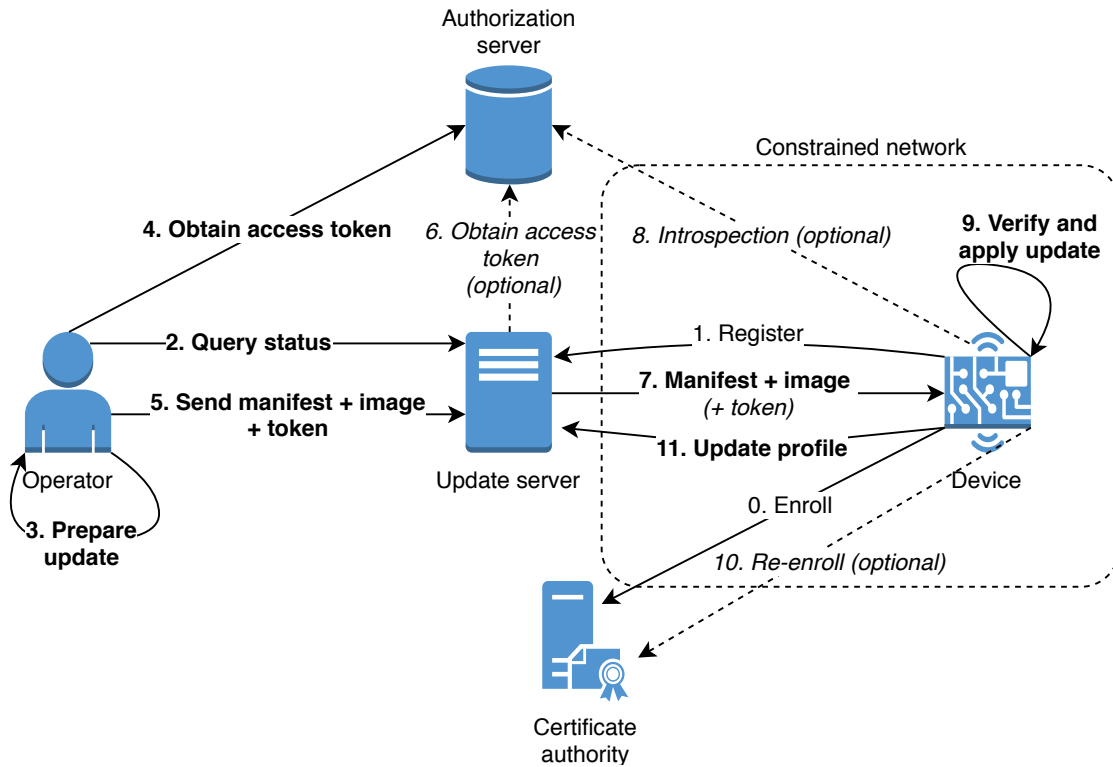 Authorization
server
Constrained network
4. Obtain access token
6. Obtain access
token
(optional)
8. Introspection (optional)
9. Verify and
apply update
2. Query status
1. Register
5. Send manifest + image
+ token
7. Manifest + image
(+ token)
11. Update profile
Operator
Update server
Device
3. Prepare
update
0. Enroll
10. Re-enroll (optional)
Certificate
authority